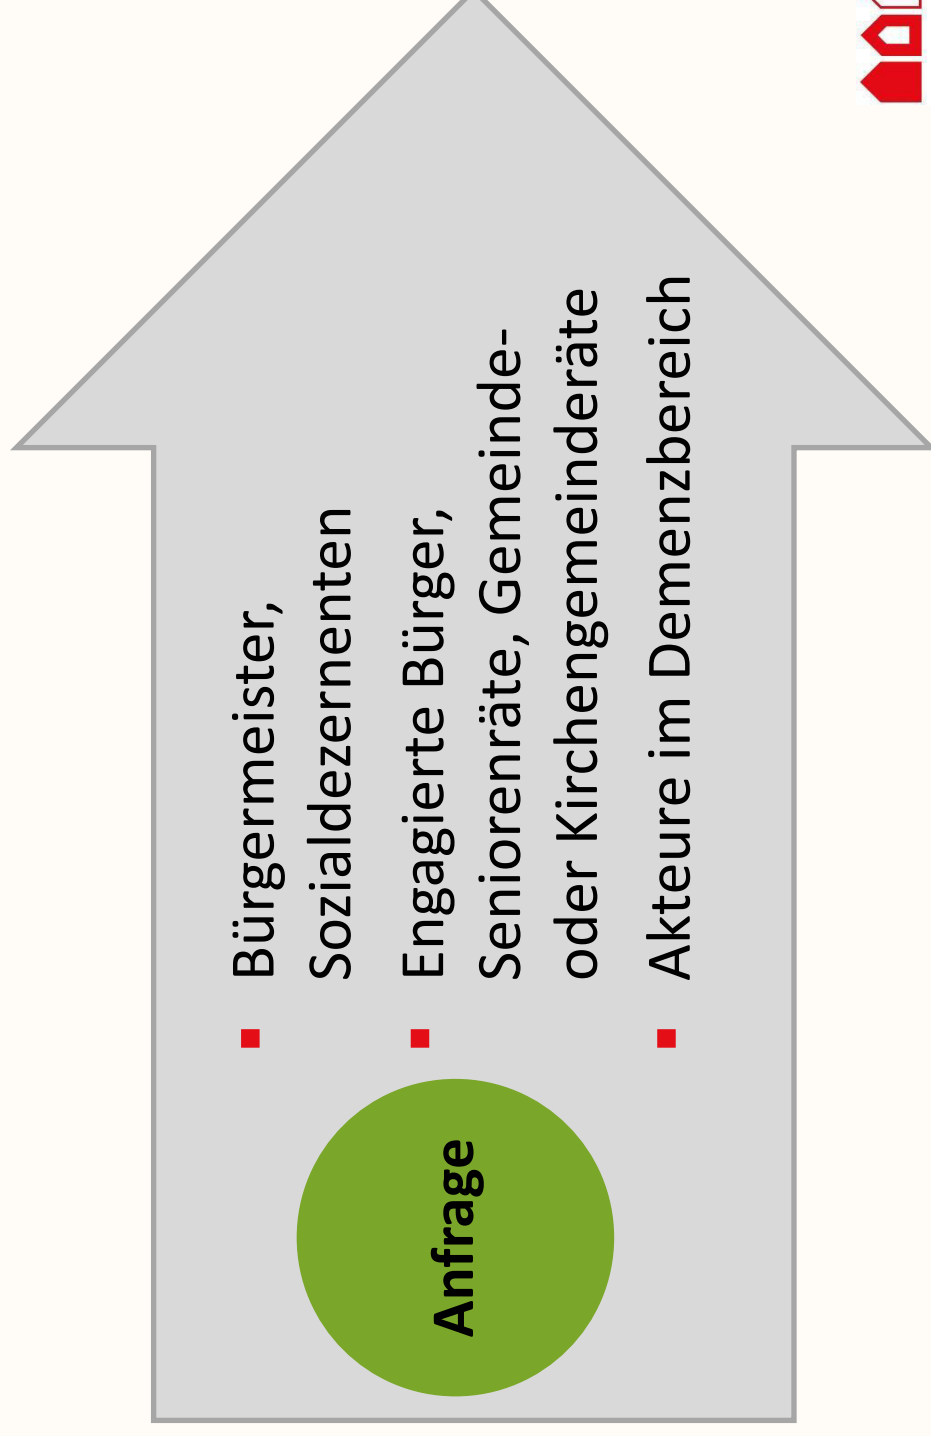 Anfrage
Bürgermeister,
Sozialdezernenten
Engagierte Bürger,
Seniorenräte, Gemeinde-
oder Kirchengemeinderäte
Akteure im Demenzbereich